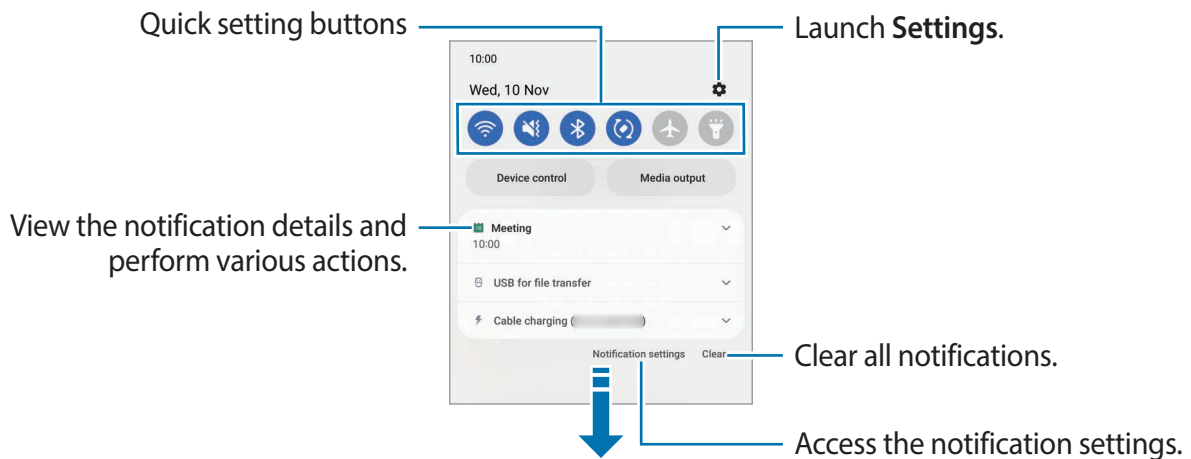 Quick setting buttons
Launch Settings.
10:00
Wed, 10 Nov
Device control Media output
View the notification details and
perform various actions.
Meeting
10:00
USB for file transfer
Cable charging ( )
Notification settings Clear
Clear all notifications.
Access the notification settings.